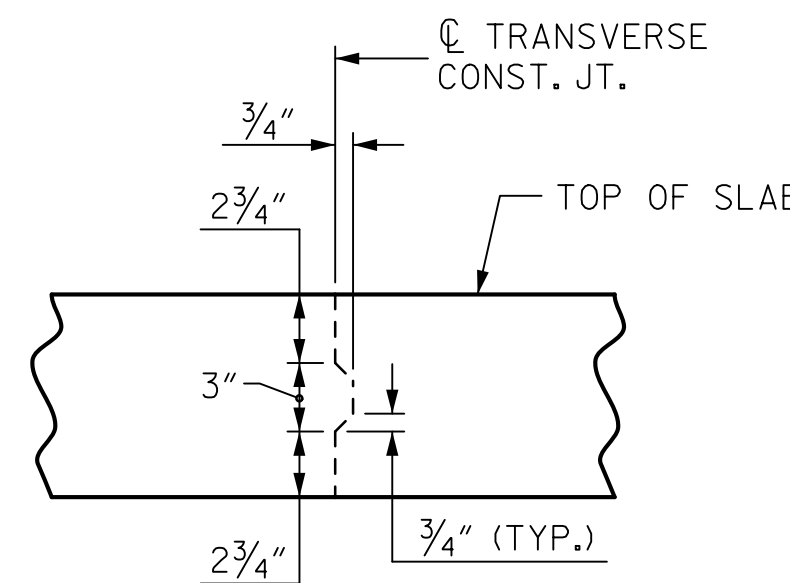 ℄ TRANSVERSE
CONST. JT.
3/4"
2 3/4"
TOP OF SLAB
3"
3/4" (TYP.)
2 3/4"